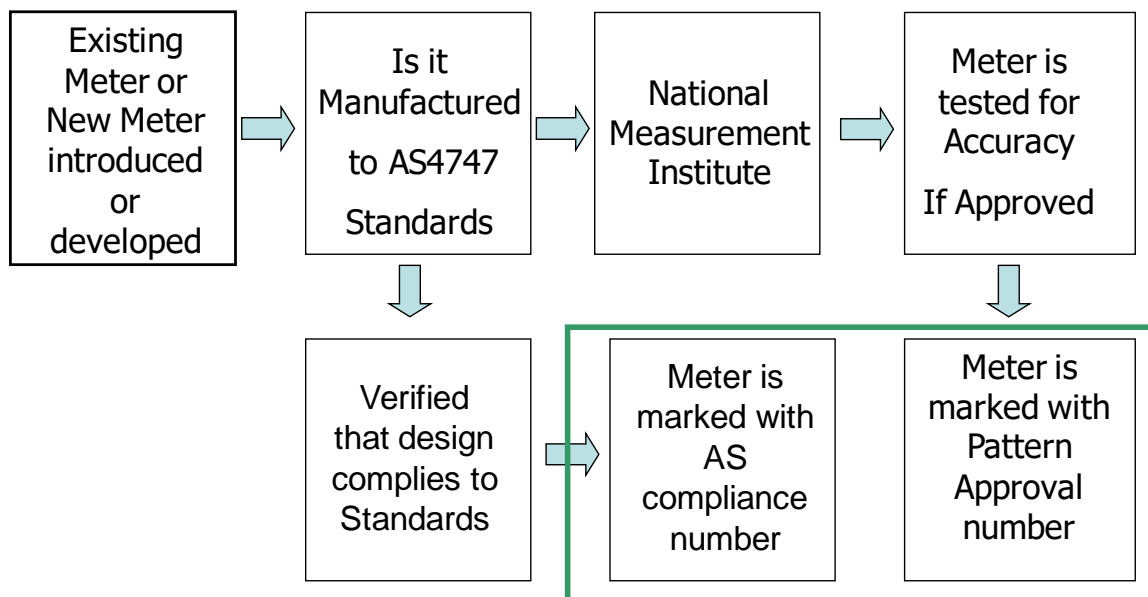 Existing
Meter or
New Meter
introduced
or
developed
Is it
Manufactured
to AS4747
Standards
National
Measurement
Institute
Meter is
tested for
Accuracy
If Approved
Verified
that design
complies to
Standards
Meter is
marked with
AS
compliance
number
Meter is
marked with
Pattern
Approval
number